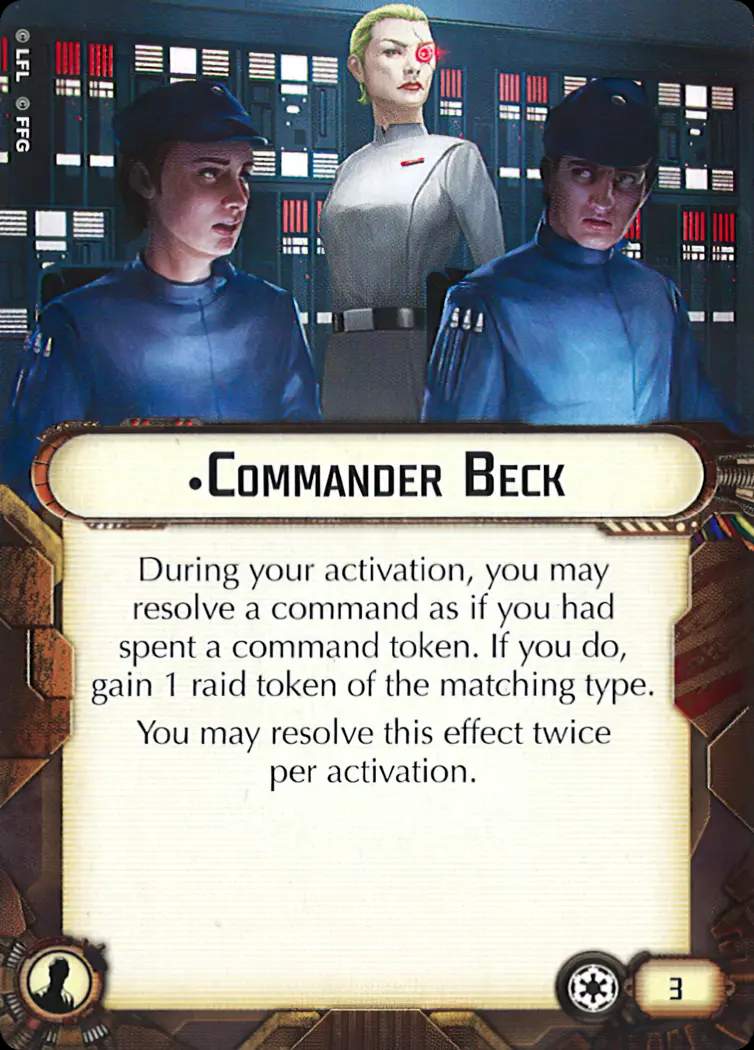 © LFL © FFG
•Commander Beck
During your activation, you may
resolve a command as if you had
spent a command token. If you do,
gain 1 raid token of the matching type.
You may resolve this effect twice
per activation.
3